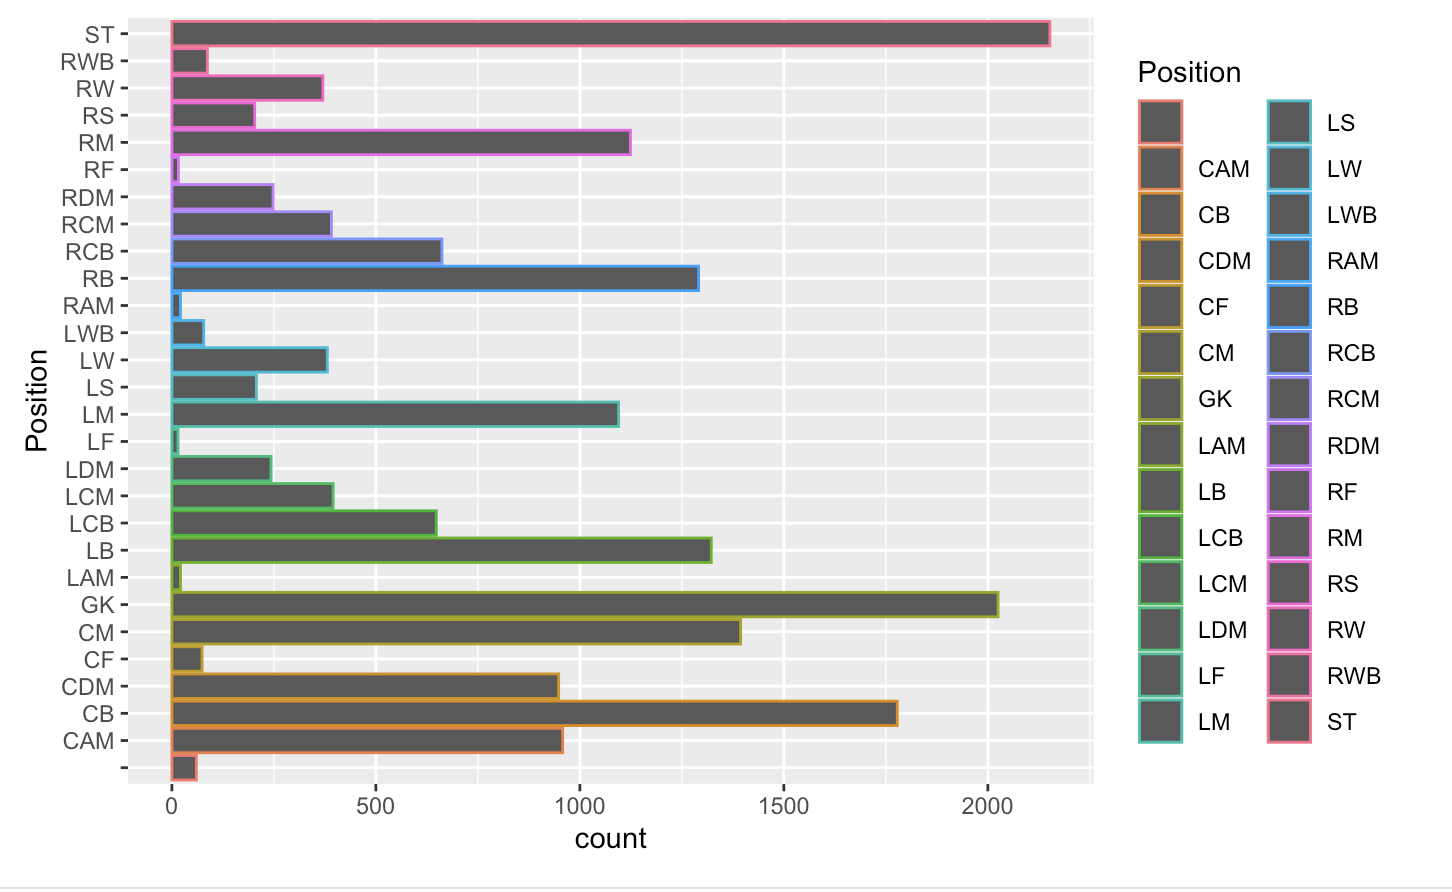 ST
RWB
RW
RS
RM
RF
RDM
RCM
RCB
RB
RAM
LWB
LW
LS
LM
LF
LDM
LCM
LCB
LB
LAM
GK
CM
CF
CDM
CB
CAM
Position
0 500 1000 1500 2000
count
Position
LS
CAM LW
CB LWB
CDM RAM
CF RB
CM RCB
GK RCM
LAM RDM
LB RF
LCB RM
LCM RS
LDM RW
LF RWB
LM ST